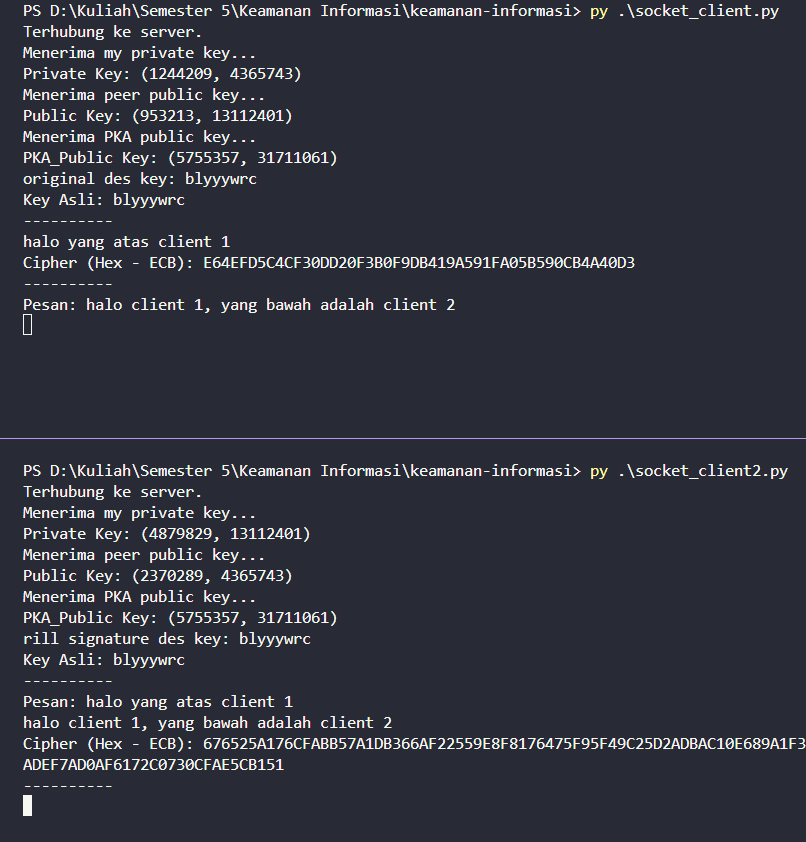 PS D:\Kuliah\Semester 5\Keamanan Informasi\keamanan-informasi> py .\socket_client.py
Terhubung ke server.
Menerima my private key...
Private Key: (1244209, 4365743)
Menerima peer public key...
Public Key: (953213, 13112401)
Menerima PKA public key...
PKA_Public Key: (5755357, 31711061)
original des key: blyyywrc
Key Asli: blyyywrc
----------
halo yang atas client 1
Cipher (Hex - ECB): E64EFD5C4CF30DD20F3B0F9DB419A591FA05B590CB4A40D3
----------
Pesan: halo client 1, yang bawah adalah client 2
PS D:\Kuliah\Semester 5\Keamanan Informasi\keamanan-informasi> py .\socket_client2.py
Terhubung ke server.
Menerima my private key...
Private Key: (4879829, 13112401)
Menerima peer public key...
Public Key: (2370289, 4365743)
Menerima PKA public key...
PKA_Public Key: (5755357, 31711061)
rill signature des key: blyyywrc
Key Asli: blyyywrc
----------
Pesan: halo yang atas client 1
halo client 1, yang bawah adalah client 2
Cipher (Hex - ECB): 676525A176CFABB57A1DB366AF22559E8F8176475F95F49C25D2ADBAC10E689A1F3
ADEF7AD0AF6172C0730CFAE5CB151
----------